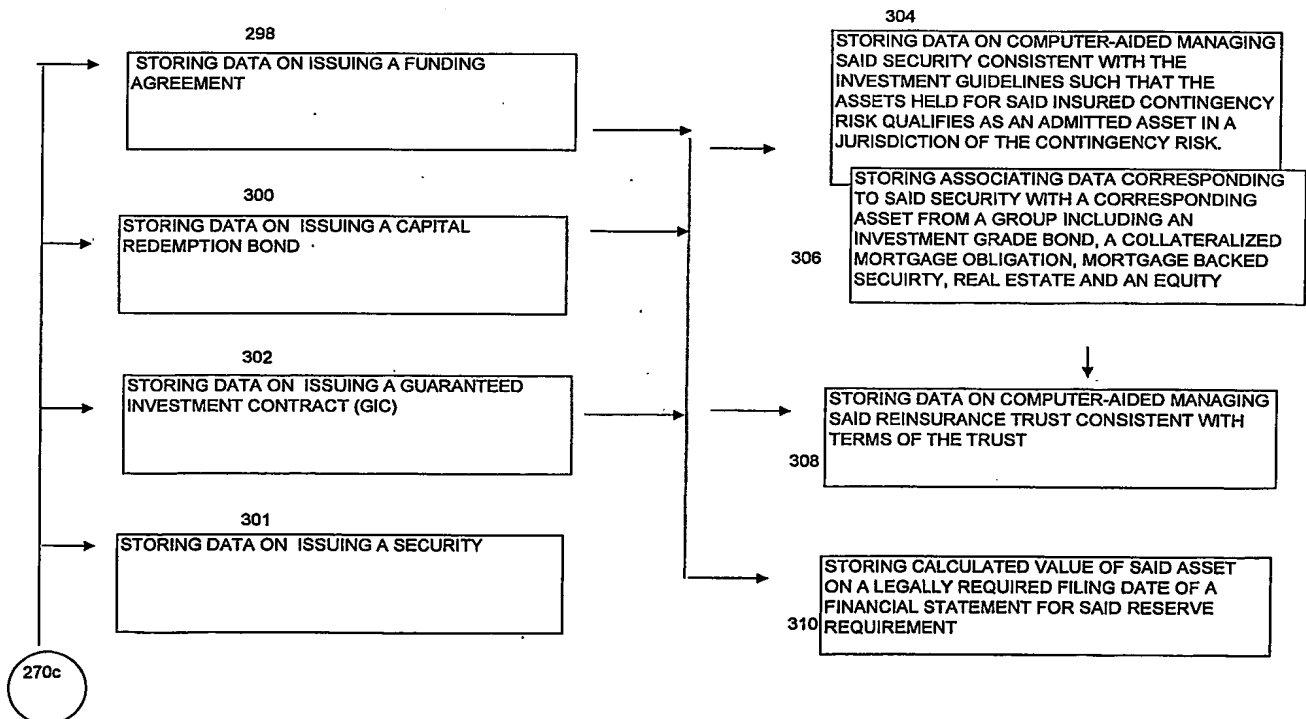 298
STORING DATA ON ISSUING A FUNDING
AGREEMENT
300
STORING DATA ON ISSUING A CAPITAL
REDEMPTION BOND
302
STORING DATA ON ISSUING A GUARANTEED
INVESTMENT CONTRACT (GIC)
301
STORING DATA ON ISSUING A SECURITY
270c
304
STORING DATA ON COMPUTER-AIDED MANAGING
SAID SECURITY CONSISTENT WITH THE
INVESTMENT GUIDELINES SUCH THAT THE
ASSETS HELD FOR SAID INSURED CONTINGENCY
RISK QUALIFIES AS AN ADMITTED ASSET IN A
JURISDICTION OF THE CONTINGENCY RISK.
306
STORING ASSOCIATING DATA CORRESPONDING
TO SAID SECURITY WITH A CORRESPONDING
ASSET FROM A GROUP INCLUDING AN
INVESTMENT GRADE BOND, A COLLATERALIZED
MORTGAGE OBLIGATION, MORTGAGE BACKED
SECUIRTY, REAL ESTATE AND AN EQUITY
308
STORING DATA ON COMPUTER-AIDED MANAGING
SAID REINSURANCE TRUST CONSISTENT WITH
TERMS OF THE TRUST
310
STORING CALCULATED VALUE OF SAID ASSET
ON A LEGALLY REQUIRED FILING DATE OF A
FINANCIAL STATEMENT FOR SAID RESERVE
REQUIREMENT